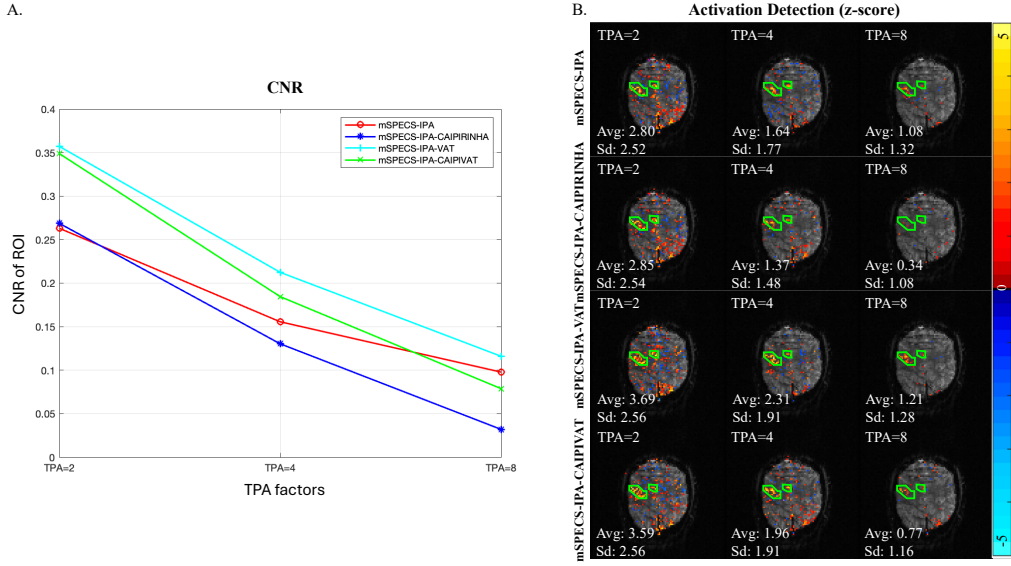 A.
CNR
0.4
0.35
0.3
0.25
0.2
0.15
0.1
0.05
0
CNR of ROI
TPA=2
TPA=4
TPA=8
TPA factors
mSPECS-IPA
mSPECS-IPA-CAIPIRINHA
mSPECS-IPA-VAT
mSPECS-IPA-CAIPIVAT
B.
Activation Detection (z-score)
mSPECS-IPA
TPA=2 TPA=4 TPA=8
Avg: 2.80 Avg: 1.64 Avg: 1.08
Sd: 2.52 Sd: 1.77 Sd: 1.32
mSPECS-IPA-CAIPIRINHA
TPA=2 TPA=4 TPA=8
Avg: 2.85 Avg: 1.37 Avg: 0.34
Sd: 2.54 Sd: 1.48 Sd: 1.08
mSPECS-IPA-VAT
TPA=2 TPA=4 TPA=8
Avg: 3.69 Avg: 2.31 Avg: 1.21
Sd: 2.56 Sd: 1.91 Sd: 1.28
mSPECS-IPA-CAIPIVAT
TPA=2 TPA=4 TPA=8
Avg: 3.59 Avg: 1.96 Avg: 0.77
Sd: 2.56 Sd: 1.91 Sd: 1.16
5
0
-5